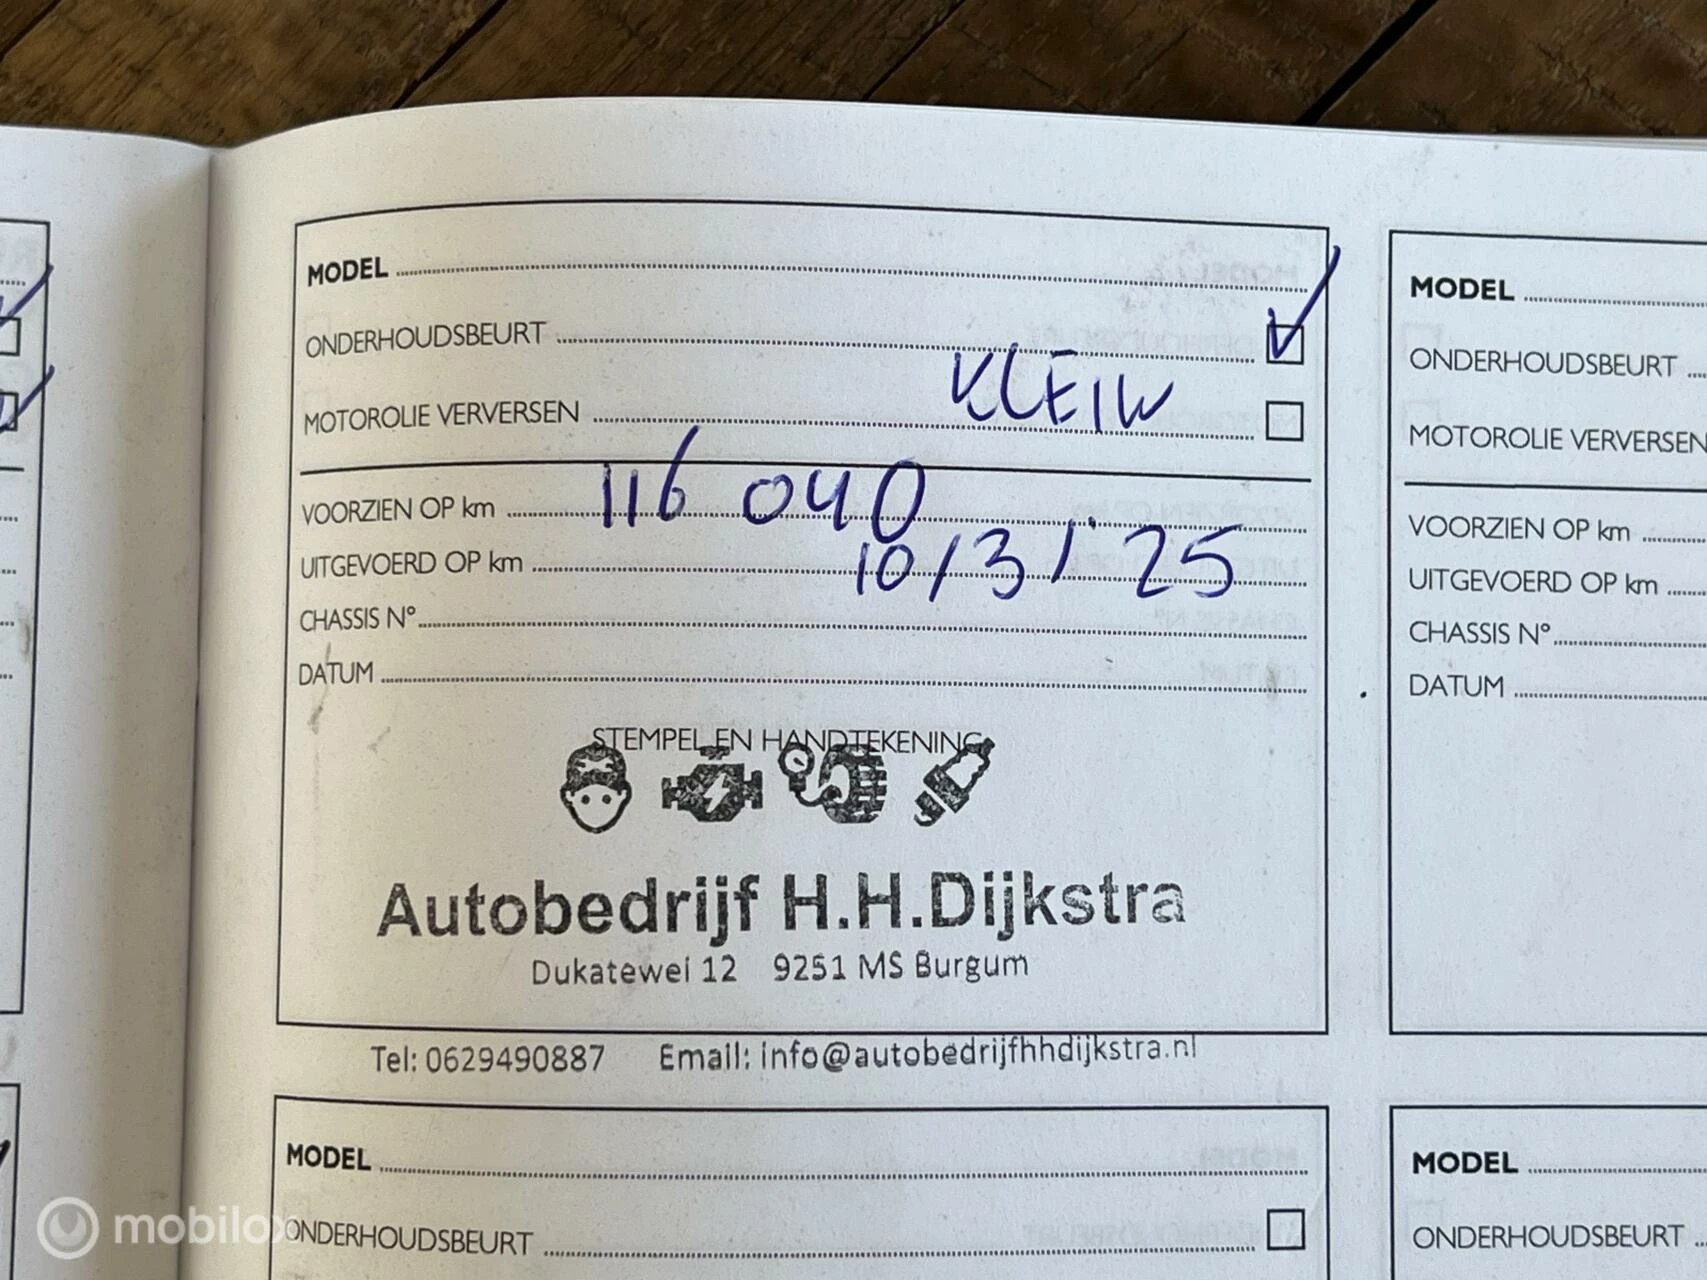 MODEL
ONDERHOUDSBEURT
KLEIN
MOTOROLIE VERVERSEN
VOORZIEN OP km 116 040
UITGEVOERD OP km 10/3/25
CHASSIS N°
DATUM
STEMPEL EN HANDTEKENING
Autobedrijf H.H.Dijkstra
Dukatewei 12 9251 MS Burgum
Tel: 0629490887 Email: info@autobedrijfhhdijkstra.nl
MODEL
ONDERHOUDSBEURT
MODEL
ONDERHOUDSBEURT
MOTOROLIE VERVERSEN
VOORZIEN OP km
UITGEVOERD OP km
CHASSIS N°
DATUM
MODEL
ONDERHOUDSBEURT
mobilox